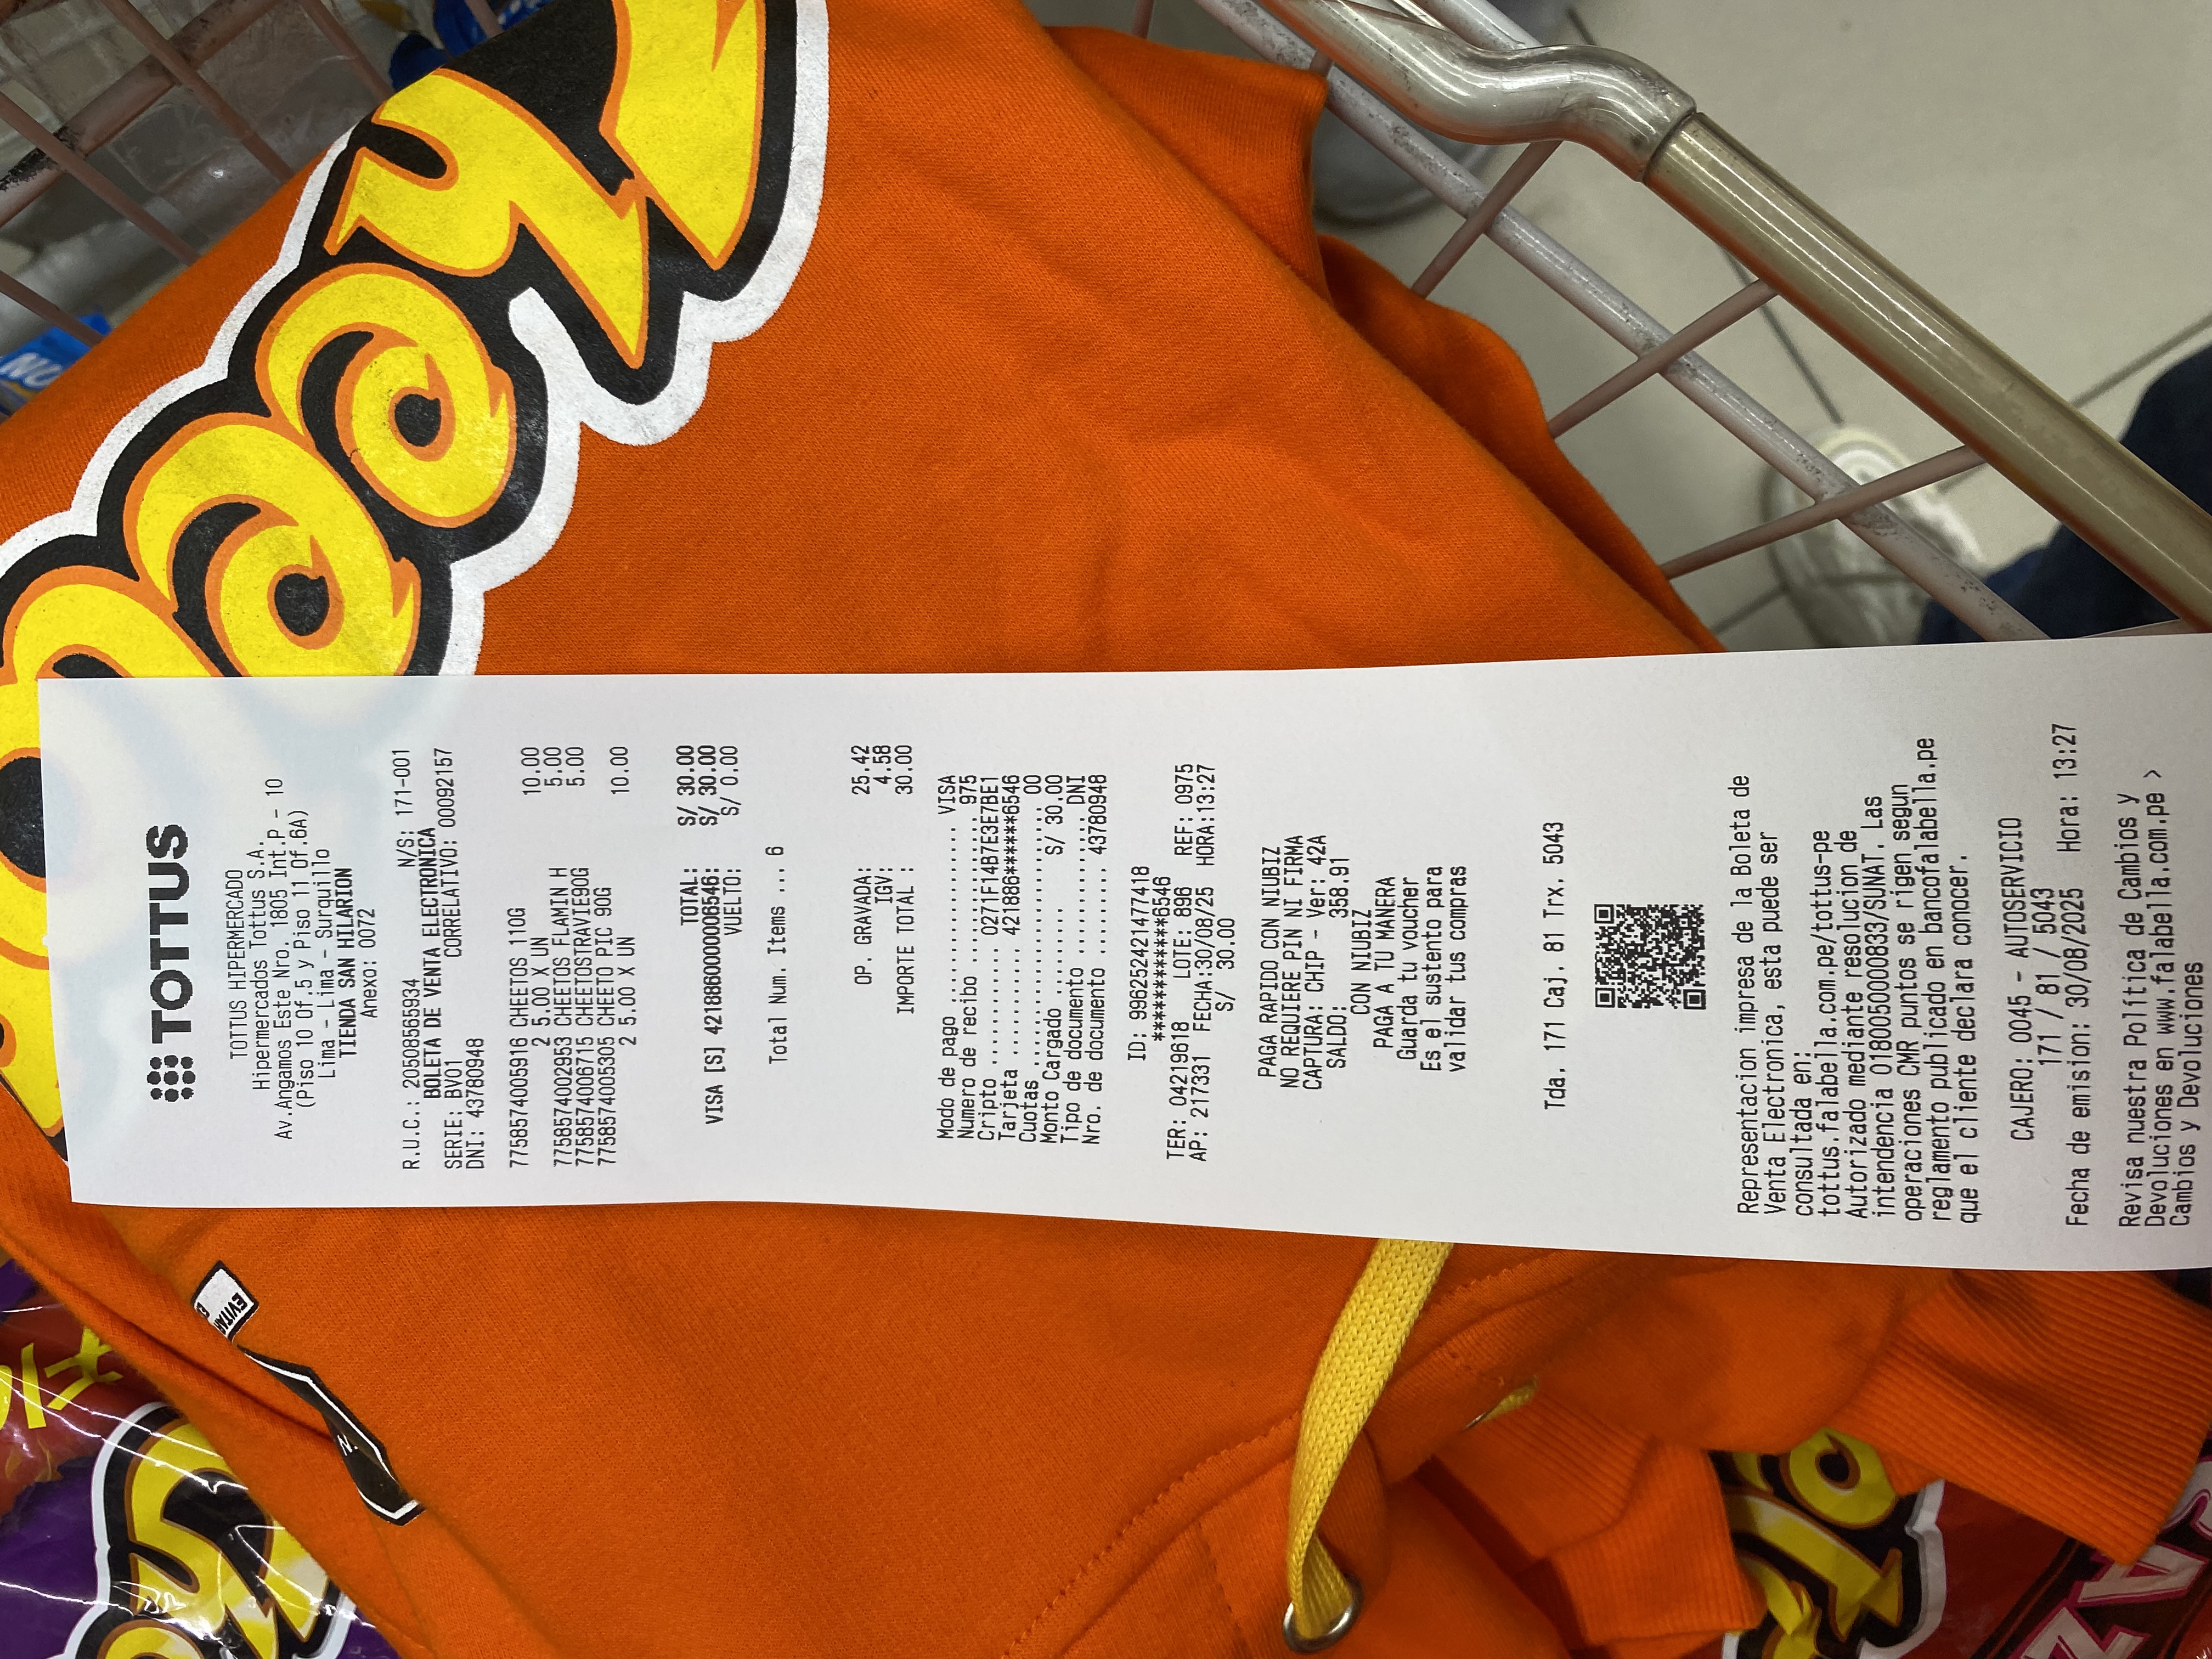 TOTTUS
TOTTUS HIPERMERCADO
Hipermercados Tottus S.A.
Av.Angamos Este Nro. 1805 Int.P - 10
(Piso 10 Of.5 y Piso 11 Of.6A)
Lima - Lima - Surquillo
TIENDA SAN HILARION
Anexo: 0072
R.U.C.: 20508565934 N/S: 171-001
BOLETA DE VENTA ELECTRONICA
SERIE: BV01 CORRELATIVO: 00092157
DNI: 43780948
7758574005916 CHEETOS 110G
2 5.00 X UN 10.00
7758574002953 CHEETOS FLAMIN H 5.00
7758574006715 CHEETOSTRAVIE90G 5.00
7758574005305 CHEETO PIC 90G
2 5.00 X UN 10.00
TOTAL: S/ 30.00
VISA [S] 4218860000006546: S/ 30.00
VUELTO: S/ 0.00
Total Num. Items ... 6
OP. GRAVADA: 25.42
IGV: 4.58
IMPORTE TOTAL : 30.00
Modo de pago .................. VISA
Numero de recibo ............... 975
Cripto ............ 0271F14B7E3E7BE1
Tarjeta ........... 421886******6546
Cuotas .......................... 00
Monto Cargado ......... S/ 30.00
Tipo de documento .............. DNI
Nro. de documento ......... 43780948
ID: 996252421477418
************6546
TER: 04219618 LOTE: 896 REF: 0975
AP: 217331 FECHA:30/08/25 HORA:13:27
S/ 30.00
PAGA RAPIDO CON NIUBIZ
NO REQUIERE PIN NI FIRMA
CAPTURA: CHIP - Ver: 42A
SALDO: 358.91
CON NIUBIZ
PAGA A TU MANERA
Guarda tu voucher
Es el sustento para
validar tus compras
Tda. 171 Caj. 81 Trx. 5043
Representacion impresa de la Boleta de
Venta Electronica, esta puede ser
consultada en:
tottus.falabella.com.pe/tottus-pe
Autorizado mediante resolucion de
intendencia 0180050000833/SUNAT. Las
operaciones CMR puntos se rigen segun
reglamento publicado en bancofalabella.pe
que el cliente declara conocer.
CAJERO: 0045 - AUTOSERVICIO
171 / 81 / 5043
Fecha de emision: 30/08/2025 Hora: 13:27
Revisa nuestra Política de Cambios y
Devoluciones en www.falabella.com.pe >
Cambios y Devoluciones